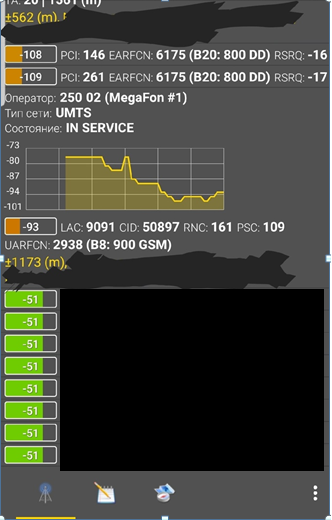 TA: 20 | 1561 (m)
±562 (m),
-108 PCI: 146 EARFCN: 6175 (B20: 800 DD) RSRQ: -16
-109 PCI: 261 EARFCN: 6175 (B20: 800 DD) RSRQ: -17
Оператор: 250 02 (MegaFon #1)
Тип сети: UMTS
Состояние: IN SERVICE
-73
-80
-87
-94
-101
-93 LAC: 9091 CID: 50897 RNC: 161 PSC: 109
UARFCN: 2938 (B8: 900 GSM)
±1173 (m),
-51
-51
-51
-51
-51
-51
-51
-51